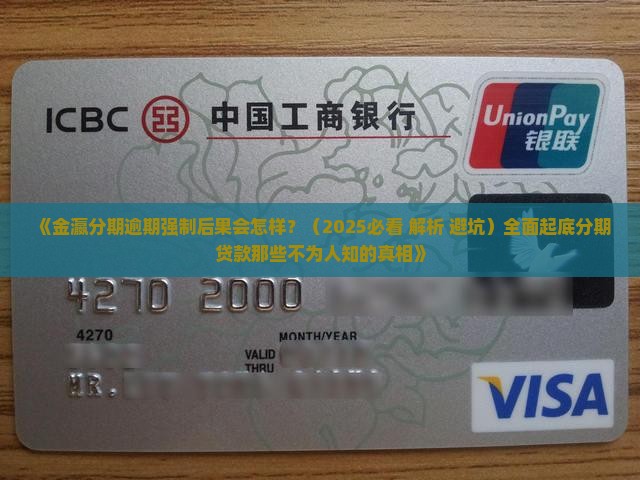 ICBC 中国工商银行
UnionPay
银联
《金瀛分期逾期强制后果会怎样？（2025必看 解析 避坑）全面起底分期
贷款那些不为人知的真相》
4270 2000
4270
MONTH/YEAR
VALID
THRU
MR.
VISA